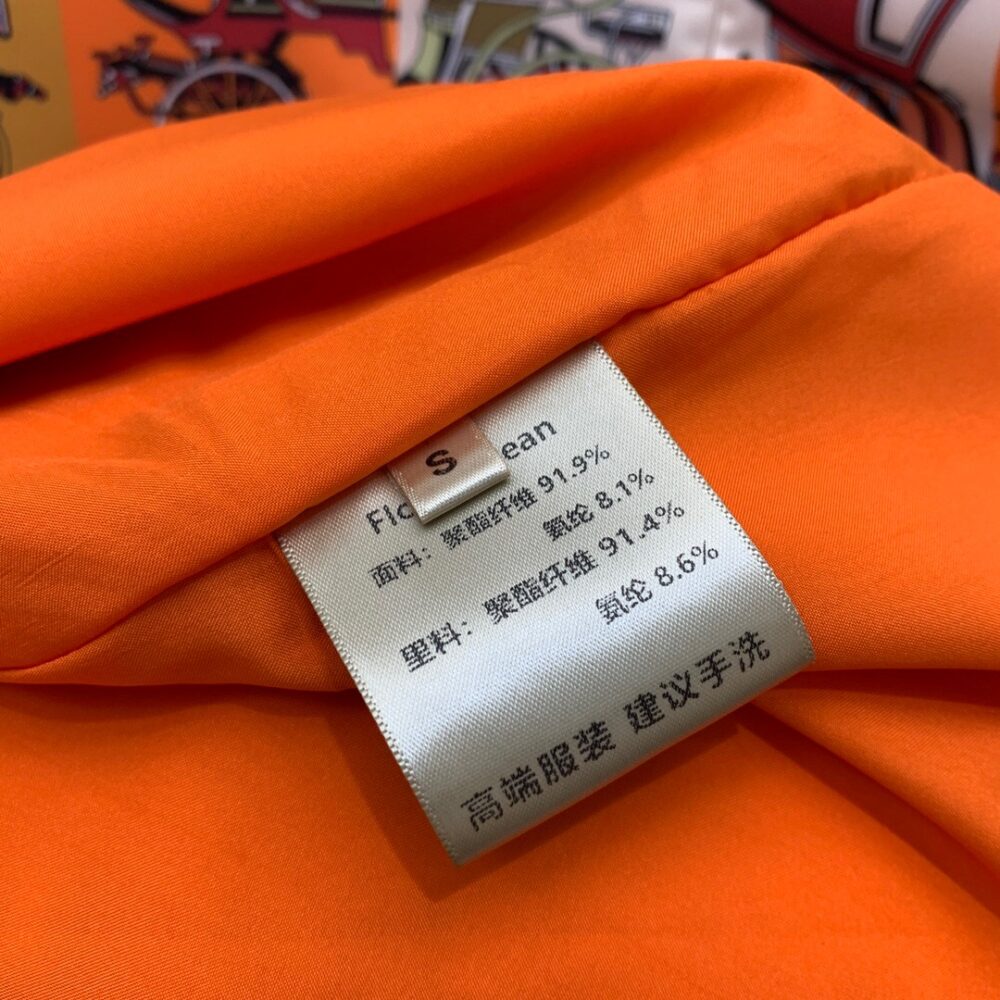 S
ean
面料：聚酯纤维 91.9%
氨纶 8.1%
里料：聚酯纤维 91.4%
氨纶 8.6%
高端服装 建议手洗